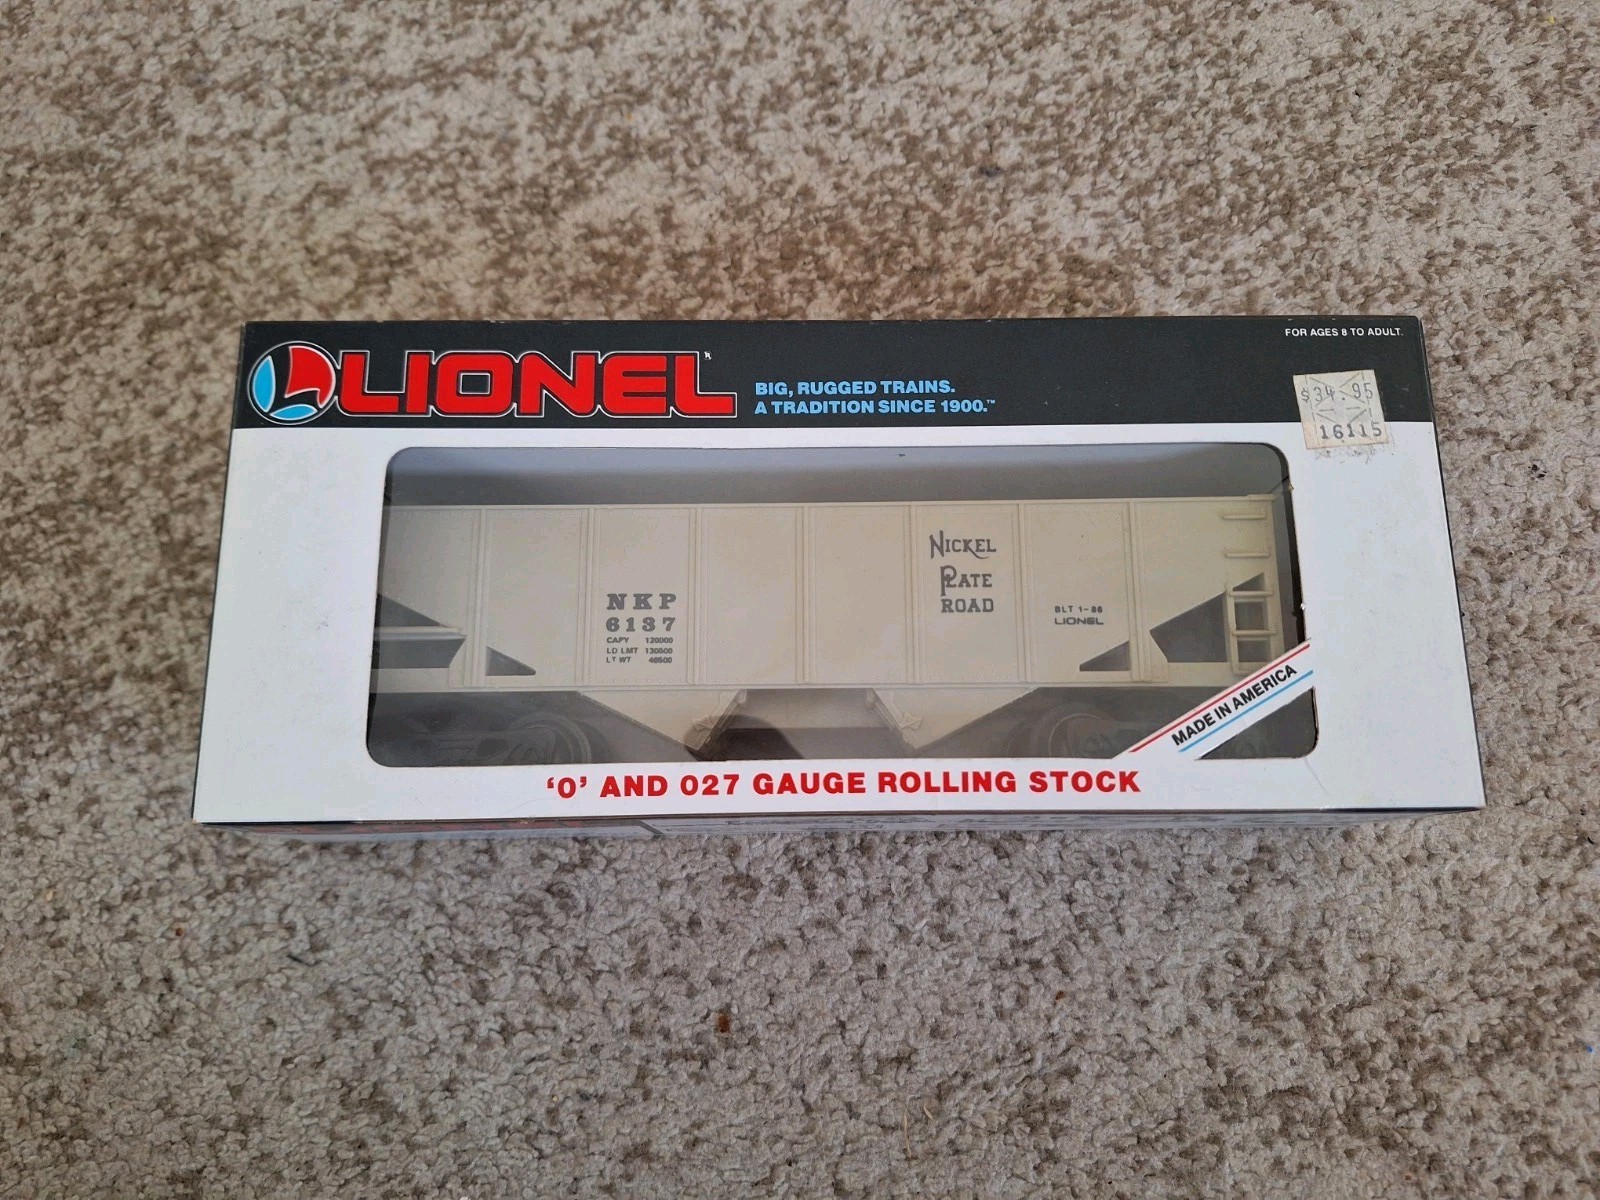 FOR AGES 8 TO ADULT.
LIONEL
BIG, RUGGED TRAINS.
A TRADITION SINCE 1900.™
$34.95
16115
NICKEL
PLATE
ROAD
NKP
6137
CAPY 120000
LD LMT 130500
LT WT 46500
BLT 1-86
LIONEL
MADE IN AMERICA
'O' AND 027 GAUGE ROLLING STOCK